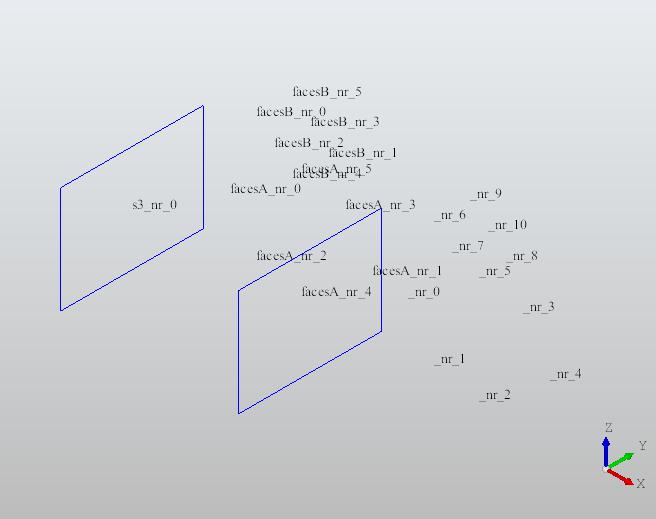 facesB_nr_5
facesB_nr_0
facesB_nr_3
facesB_nr_2
facesB_nr_1
facesA_nr_5
facesB_nr_4
facesA_nr_0
_nr_9
s3_nr_0
facesA_nr_3
_nr_6
_nr_10
_nr_7
facesA_nr_2
_nr_8
facesA_nr_1
_nr_5
facesA_nr_4
_nr_0
_nr_3
_nr_1
_nr_4
_nr_2
Z
Y
X